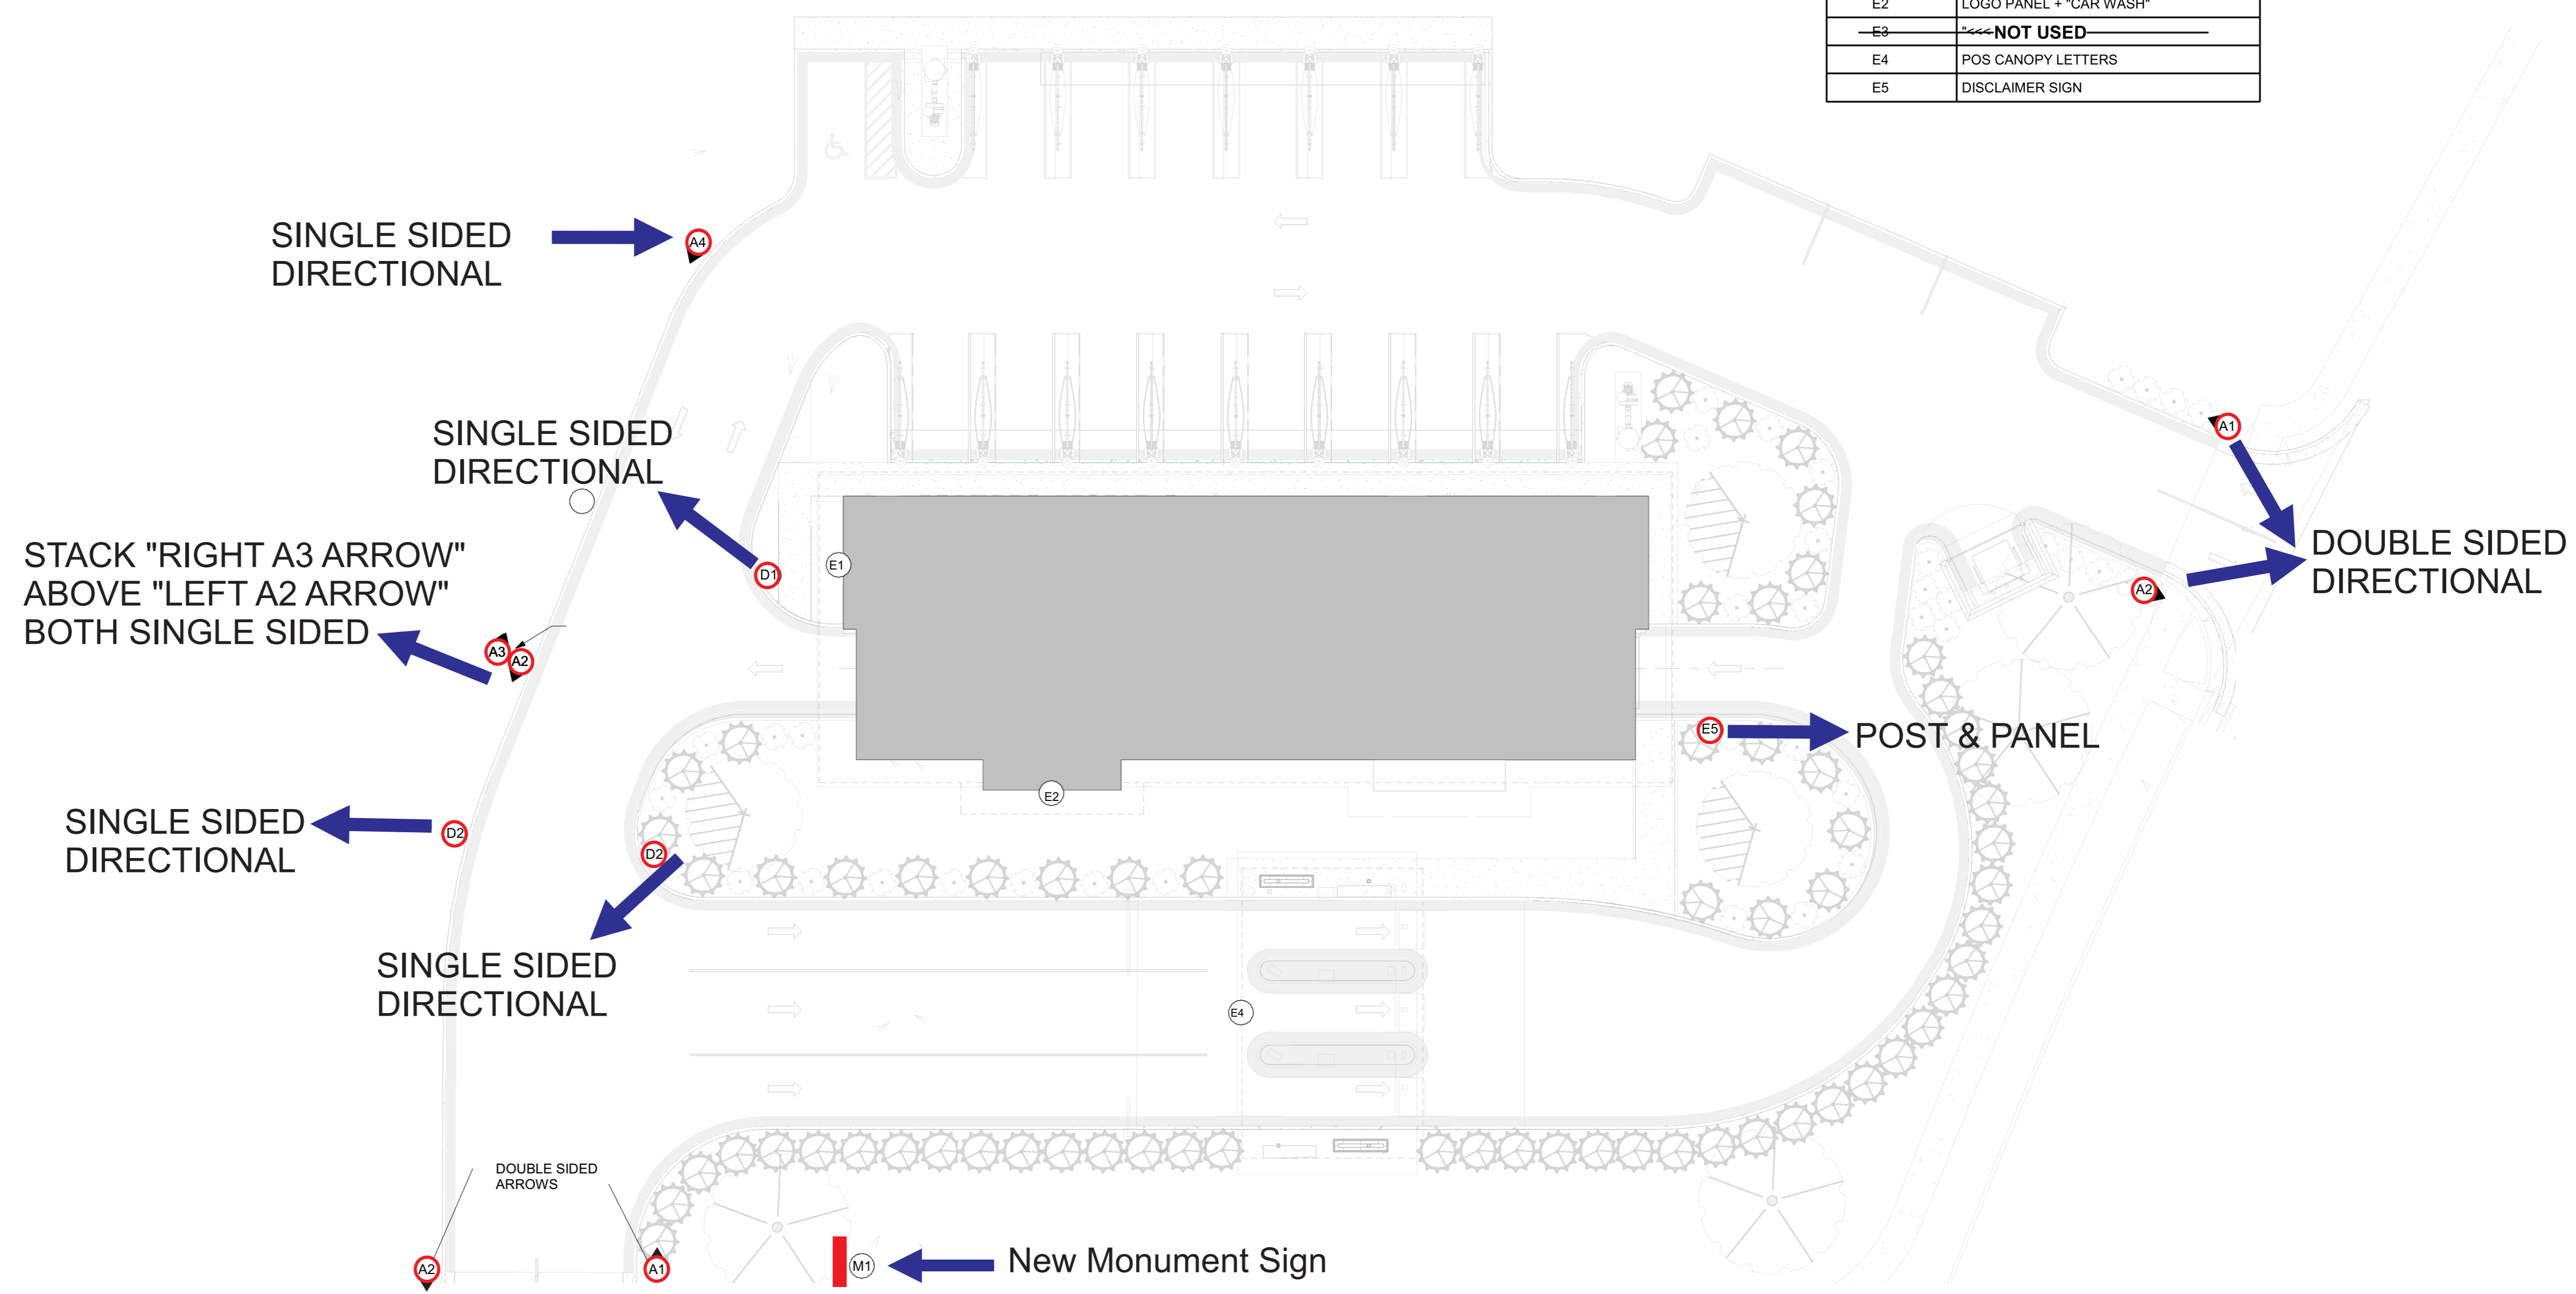 E2 LOGO PANEL + "CAR WASH"
E3 "<<< NOT USED
E4 POS CANOPY LETTERS
E5 DISCLAIMER SIGN
SINGLE SIDED
DIRECTIONAL
A4
SINGLE SIDED
DIRECTIONAL
A1
STACK "RIGHT A3 ARROW"
ABOVE "LEFT A2 ARROW"
BOTH SINGLE SIDED
E1
D1
DOUBLE SIDED
DIRECTIONAL
A2
A3
A2
E5
POST & PANEL
E2
SINGLE SIDED
DIRECTIONAL
D2
D2
SINGLE SIDED
DIRECTIONAL
E4
DOUBLE SIDED
ARROWS
A2
A1
M1
New Monument Sign